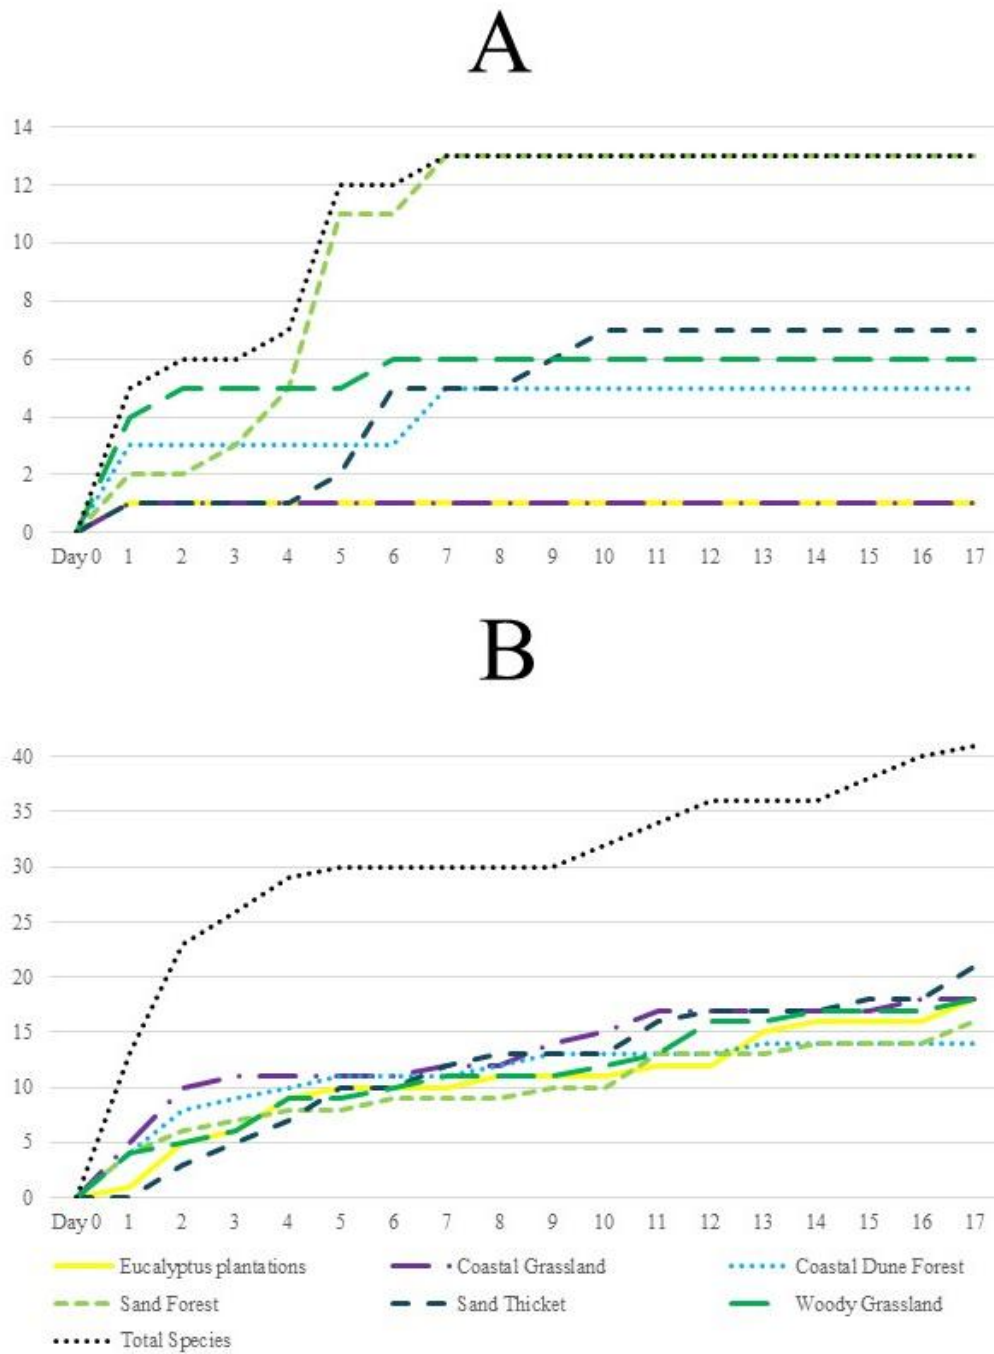 A
14
12
10
8
6
4
2
0
Day 0 1 2 3 4 5 6 7 8 9 10 11 12 13 14 15 16 17
B
40
35
30
25
20
15
10
5
0
Day 0 1 2 3 4 5 6 7 8 9 10 11 12 13 14 15 16 17
Eucalyptus plantations Coastal Grassland Coastal Dune Forest
Sand Forest Sand Thicket Woody Grassland
Total Species